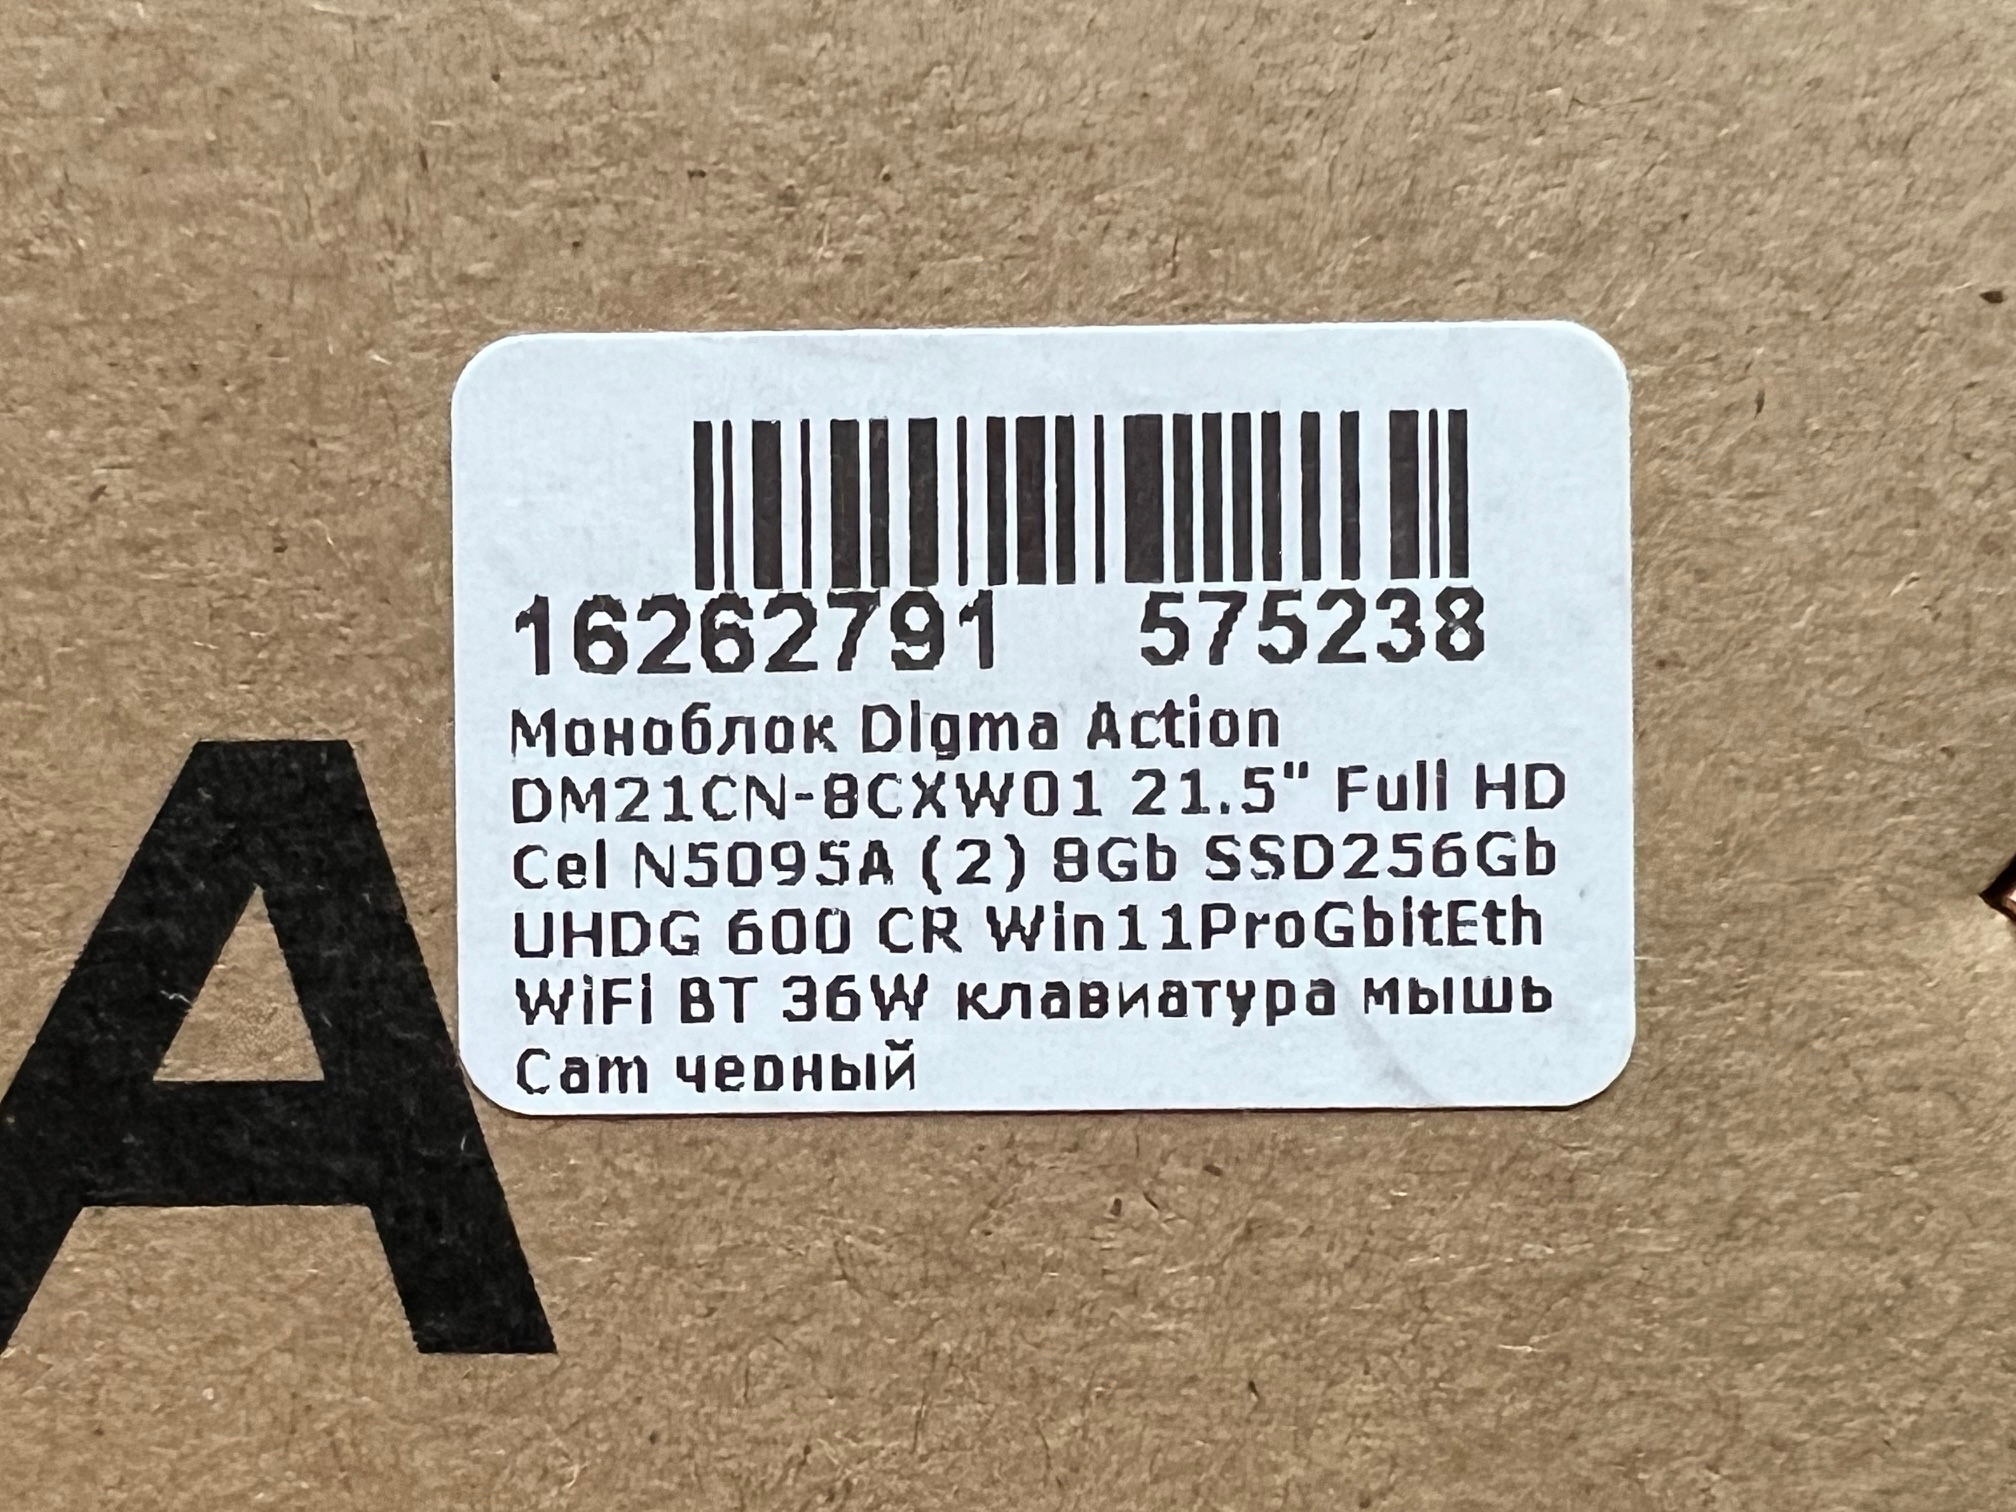 16262791 575238
Моноблок Digma Action
DM21CN-8CXW01 21.5" Full HD
Cel N5095A (2) 8Gb SSD256Gb
UHDG 600 CR Win11ProGbitEth
WiFi BT 36W клавиатура мышь
Cam черный
A